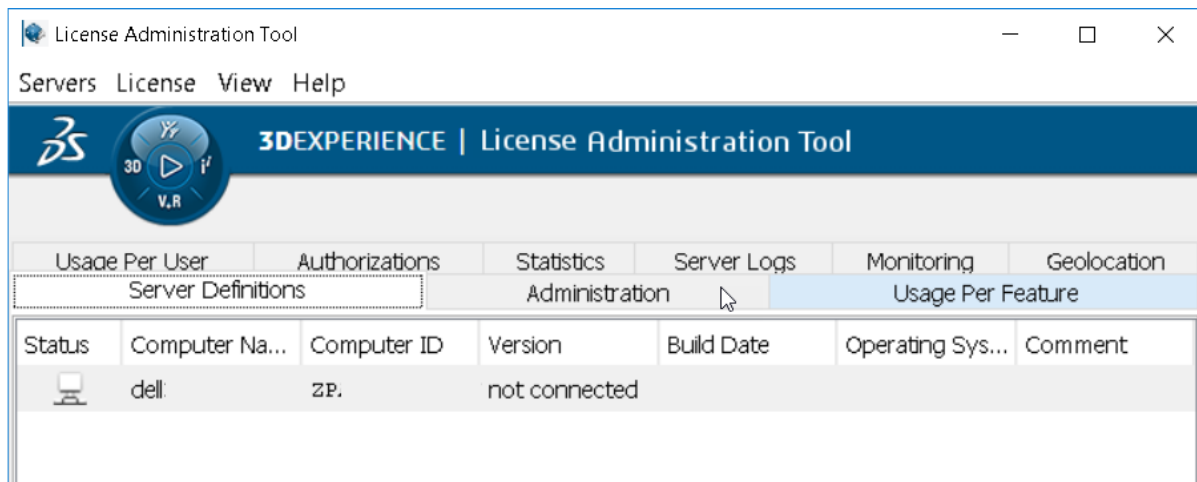 License Administration Tool
Servers License View Help
3DEXPERIENCE | License Administration Tool
3D V.R
Usage Per User Authorizations Statistics Server Logs Monitoring Geolocation
Server Definitions Administration Usage Per Feature
Status Computer Na... Computer ID Version Build Date Operating Sys... Comment
dell ZP. not connected